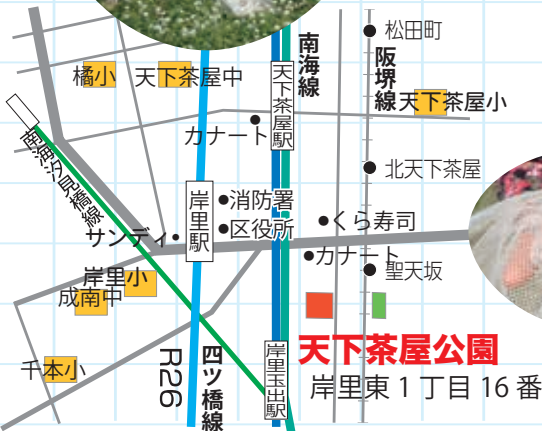 松田町
南海線
阪堺線
橘小
天下茶屋中
天下茶屋駅
天下茶屋小
カナート
南海汐見橋線
北天下茶屋
岸里駅
消防署
区役所
くら寿司
サンディ
カナート
聖天坂
岸里小
成南中
天下茶屋公園
岸里東1丁目16番
千本小
R26
四ツ橋線
岸里玉出駅